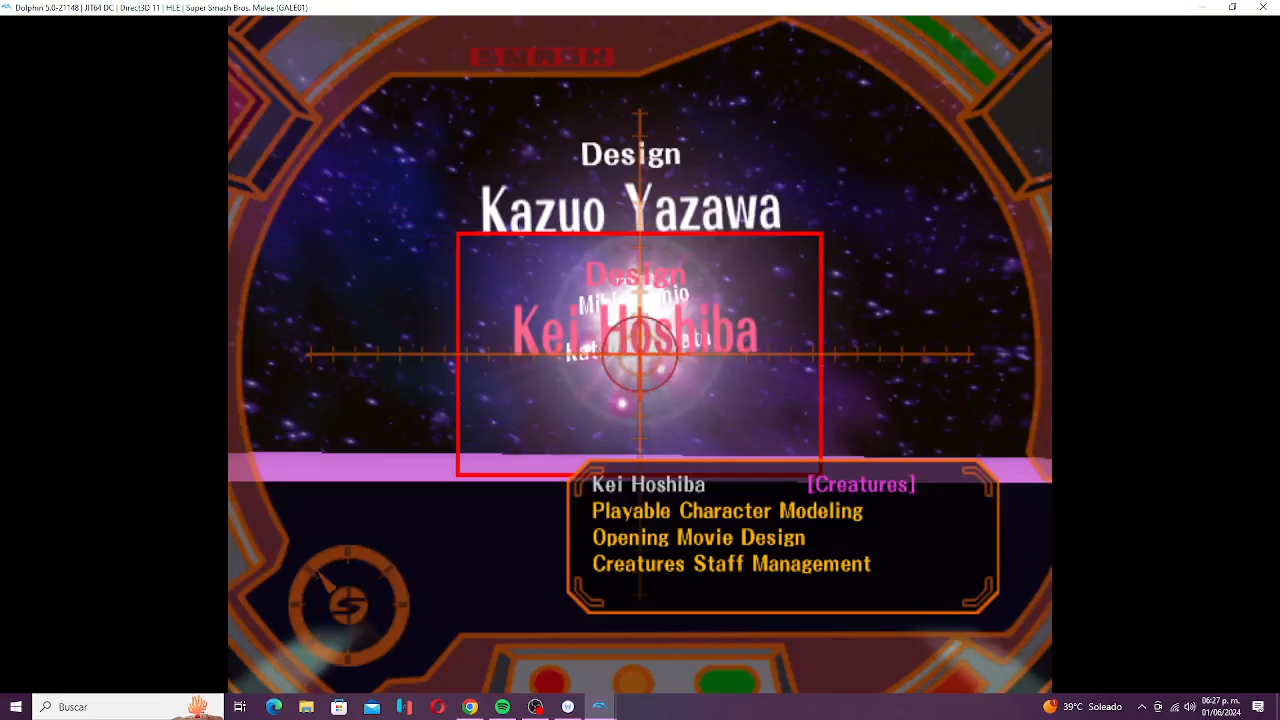 Dolphin 5.0-21148 | JIT64 DC | Direct3D 11 | HLE | Super Smash Bros. Melee (GALE01)
SMASH
Design
Kazuo Yazawa
Design
Kei Hoshiba
Kei Hoshiba [Creatures]
Playable Character Modeling
Opening Movie Design
Creatures Staff Management
Buscar
39°C Soleado
06:27 p.m.
01/06/2024